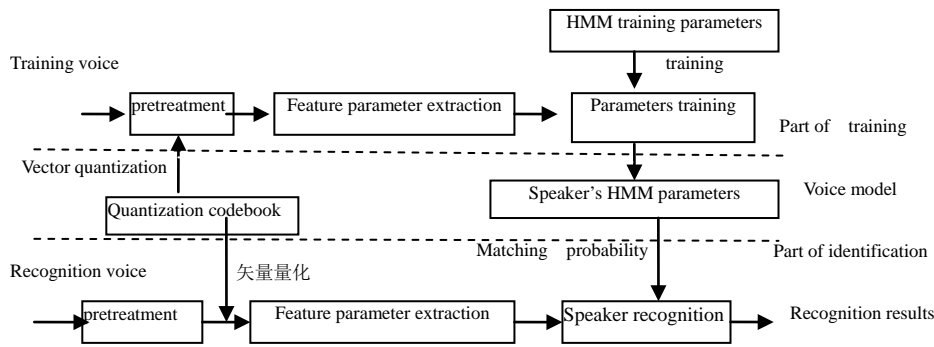 HMM training parameters
Training voice
training
pretreatment
Feature parameter extraction
Parameters training
Part of training
Vector quantization
Speaker's HMM parameters
Voice model
Quantization codebook
Matching probability
Part of identification
Recognition voice
矢量量化
pretreatment
Feature parameter extraction
Speaker recognition
Recognition results